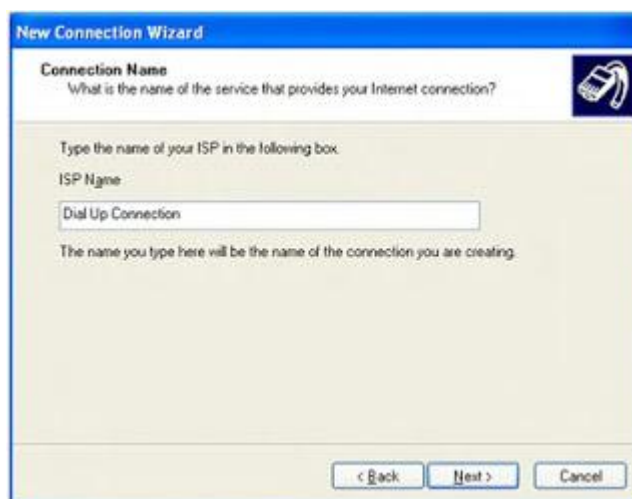 New Connection Wizard
Connection Name
What is the name of the service that provides your Internet connection?
Type the name of your ISP in the following box.
ISP Name
Dial Up Connection
The name you type here will be the name of the connection you are creating.
< Back
Next >
Cancel